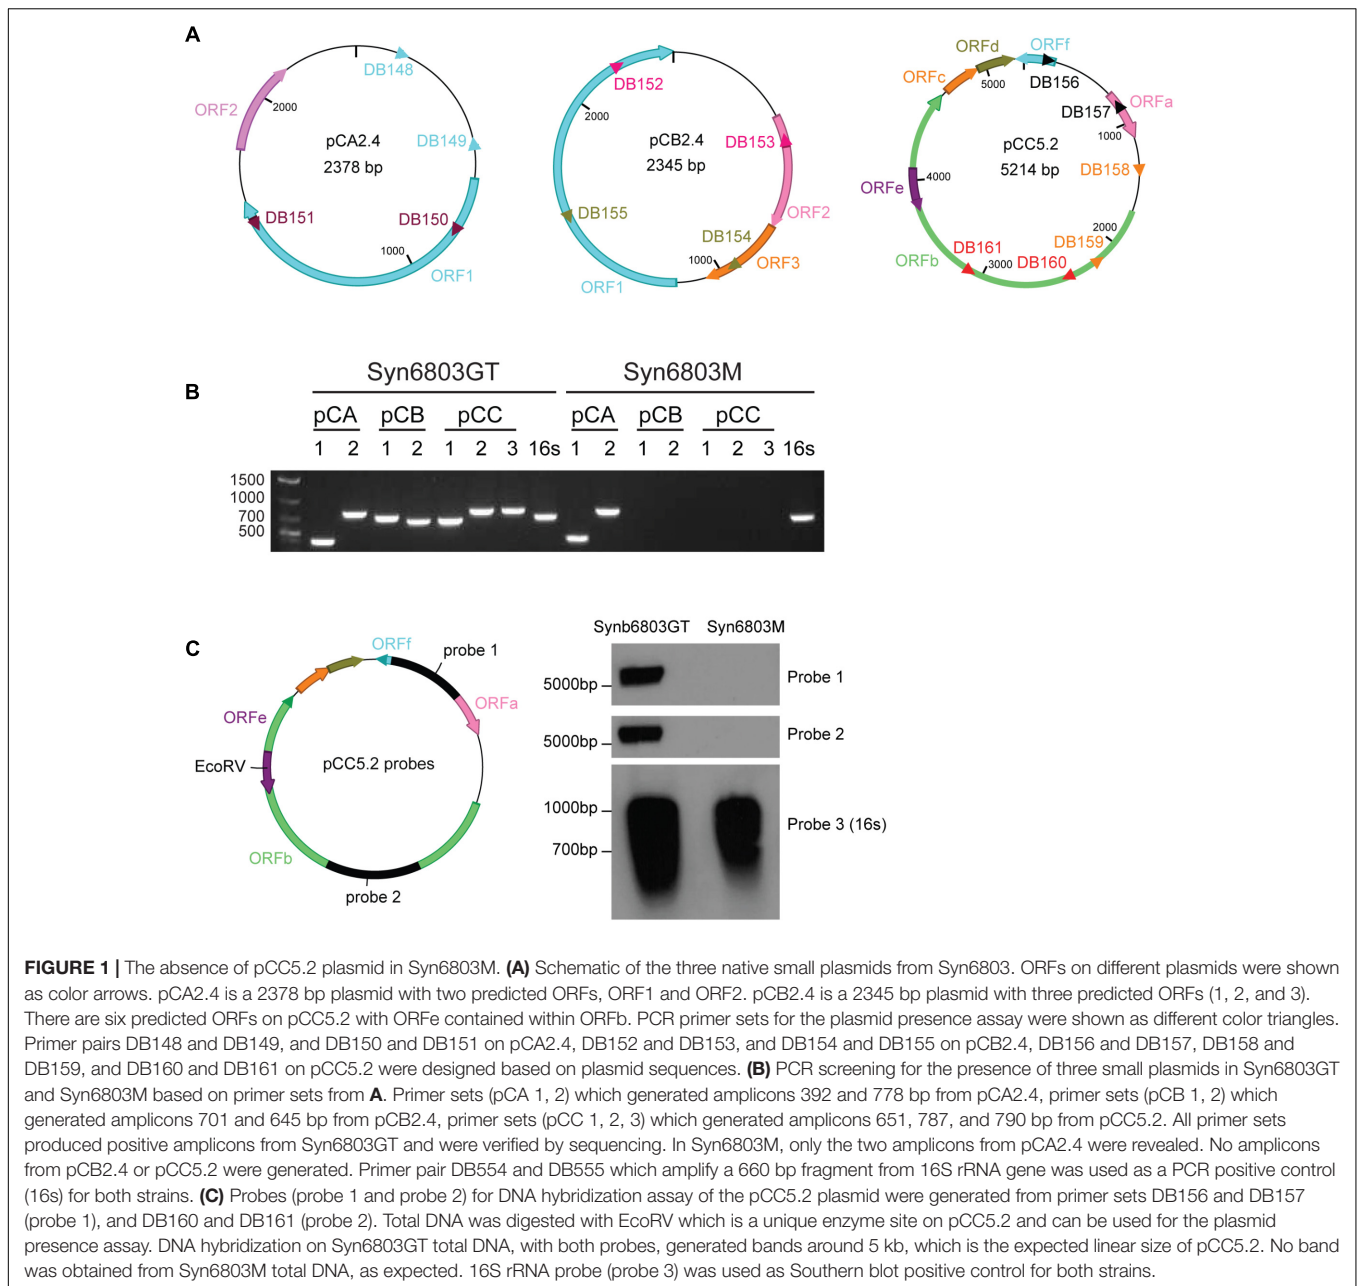 A
DB148
ORF2
2000
DB149
pCA2.4
2378 bp
DB151
DB150
1000
ORF1
DB152
2000
DB153
pCB2.4
2345 bp
DB155
ORF2
DB154
1000
ORF3
ORF1
ORFd
ORFf
ORFc
5000
DB156
DB157
ORFa
1000
pCC5.2
5214 bp
DB158
4000
ORFe
2000
DB159
DB161
DB160
ORFb
3000
B
Syn6803GT Syn6803M
pCA pCB pCC pCA pCB pCC
1 2 1 2 1 2 3 16s 1 2 1 2 1 2 3 16s
1500
1000
700
500
C
ORFf
probe 1
ORFa
ORFe
EcoRV
pCC5.2 probes
ORFb
probe 2
Synb6803GT Syn6803M
5000bp
Probe 1
5000bp
Probe 2
1000bp
Probe 3 (16s)
700bp
FIGURE 1 | The absence of pCC5.2 plasmid in Syn6803M. (A) Schematic of the three native small plasmids from Syn6803. ORFs on different plasmids were shown
as color arrows. pCA2.4 is a 2378 bp plasmid with two predicted ORFs, ORF1 and ORF2. pCB2.4 is a 2345 bp plasmid with three predicted ORFs (1, 2, and 3).
There are six predicted ORFs on pCC5.2 with ORFe contained within ORFb. PCR primer sets for the plasmid presence assay were shown as different color triangles.
Primer pairs DB148 and DB149, and DB150 and DB151 on pCA2.4, DB152 and DB153, and DB154 and DB155 on pCB2.4, DB156 and DB157, DB158 and
DB159, and DB160 and DB161 on pCC5.2 were designed based on plasmid sequences. (B) PCR screening for the presence of three small plasmids in Syn6803GT
and Syn6803M based on primer sets from A. Primer sets (pCA 1, 2) which generated amplicons 392 and 778 bp from pCA2.4, primer sets (pCB 1, 2) which
generated amplicons 701 and 645 bp from pCB2.4, primer sets (pCC 1, 2, 3) which generated amplicons 651, 787, and 790 bp from pCC5.2. All primer sets
produced positive amplicons from Syn6803GT and were verified by sequencing. In Syn6803M, only the two amplicons from pCA2.4 were revealed. No amplicons
from pCB2.4 or pCC5.2 were generated. Primer pair DB554 and DB555 which amplify a 660 bp fragment from 16S rRNA gene was used as a PCR positive control
(16s) for both strains. (C) Probes (probe 1 and probe 2) for DNA hybridization assay of the pCC5.2 plasmid were generated from primer sets DB156 and DB157
(probe 1), and DB160 and DB161 (probe 2). Total DNA was digested with EcoRV which is a unique enzyme site on pCC5.2 and can be used for the plasmid
presence assay. DNA hybridization on Syn6803GT total DNA, with both probes, generated bands around 5 kb, which is the expected linear size of pCC5.2. No band
was obtained from Syn6803M total DNA, as expected. 16S rRNA probe (probe 3) was used as Southern blot positive control for both strains.